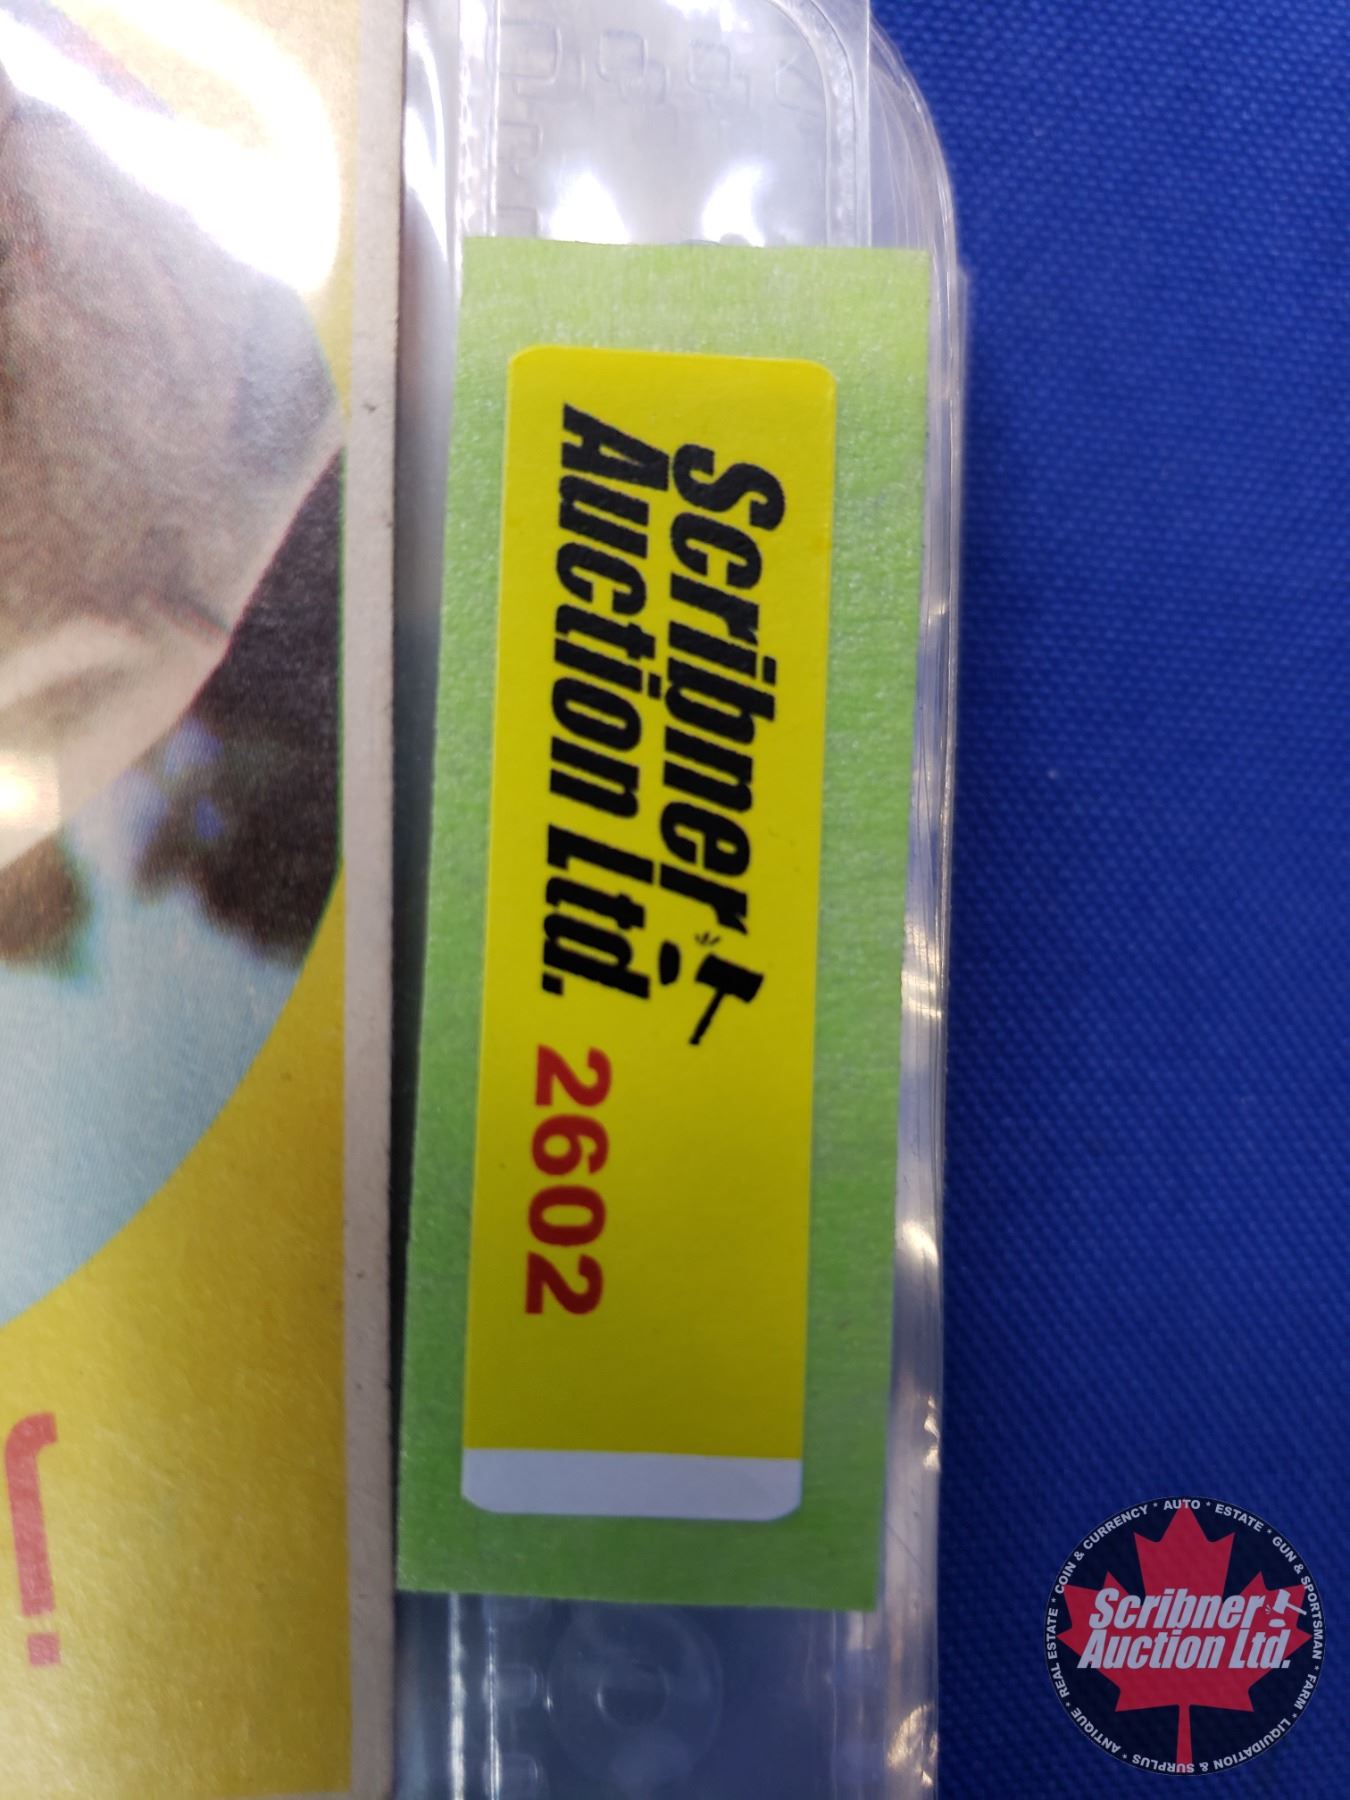 Scribner
Auction Ltd. 2602
Scribner
Auction Ltd.
COIN & CURRENCY * AUTO * ESTATE * GUN & SPORTSMAN * FARM * LIQUIDATION & SURPLUS * ANTIQUE * REAL ESTATE *